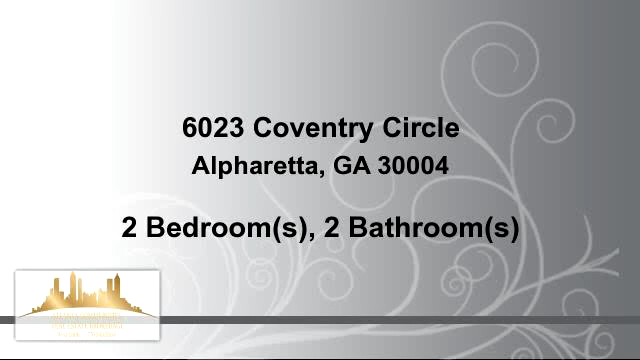 6023 Coventry Circle
Alpharetta, GA 30004
2 Bedroom(s), 2 Bathroom(s)